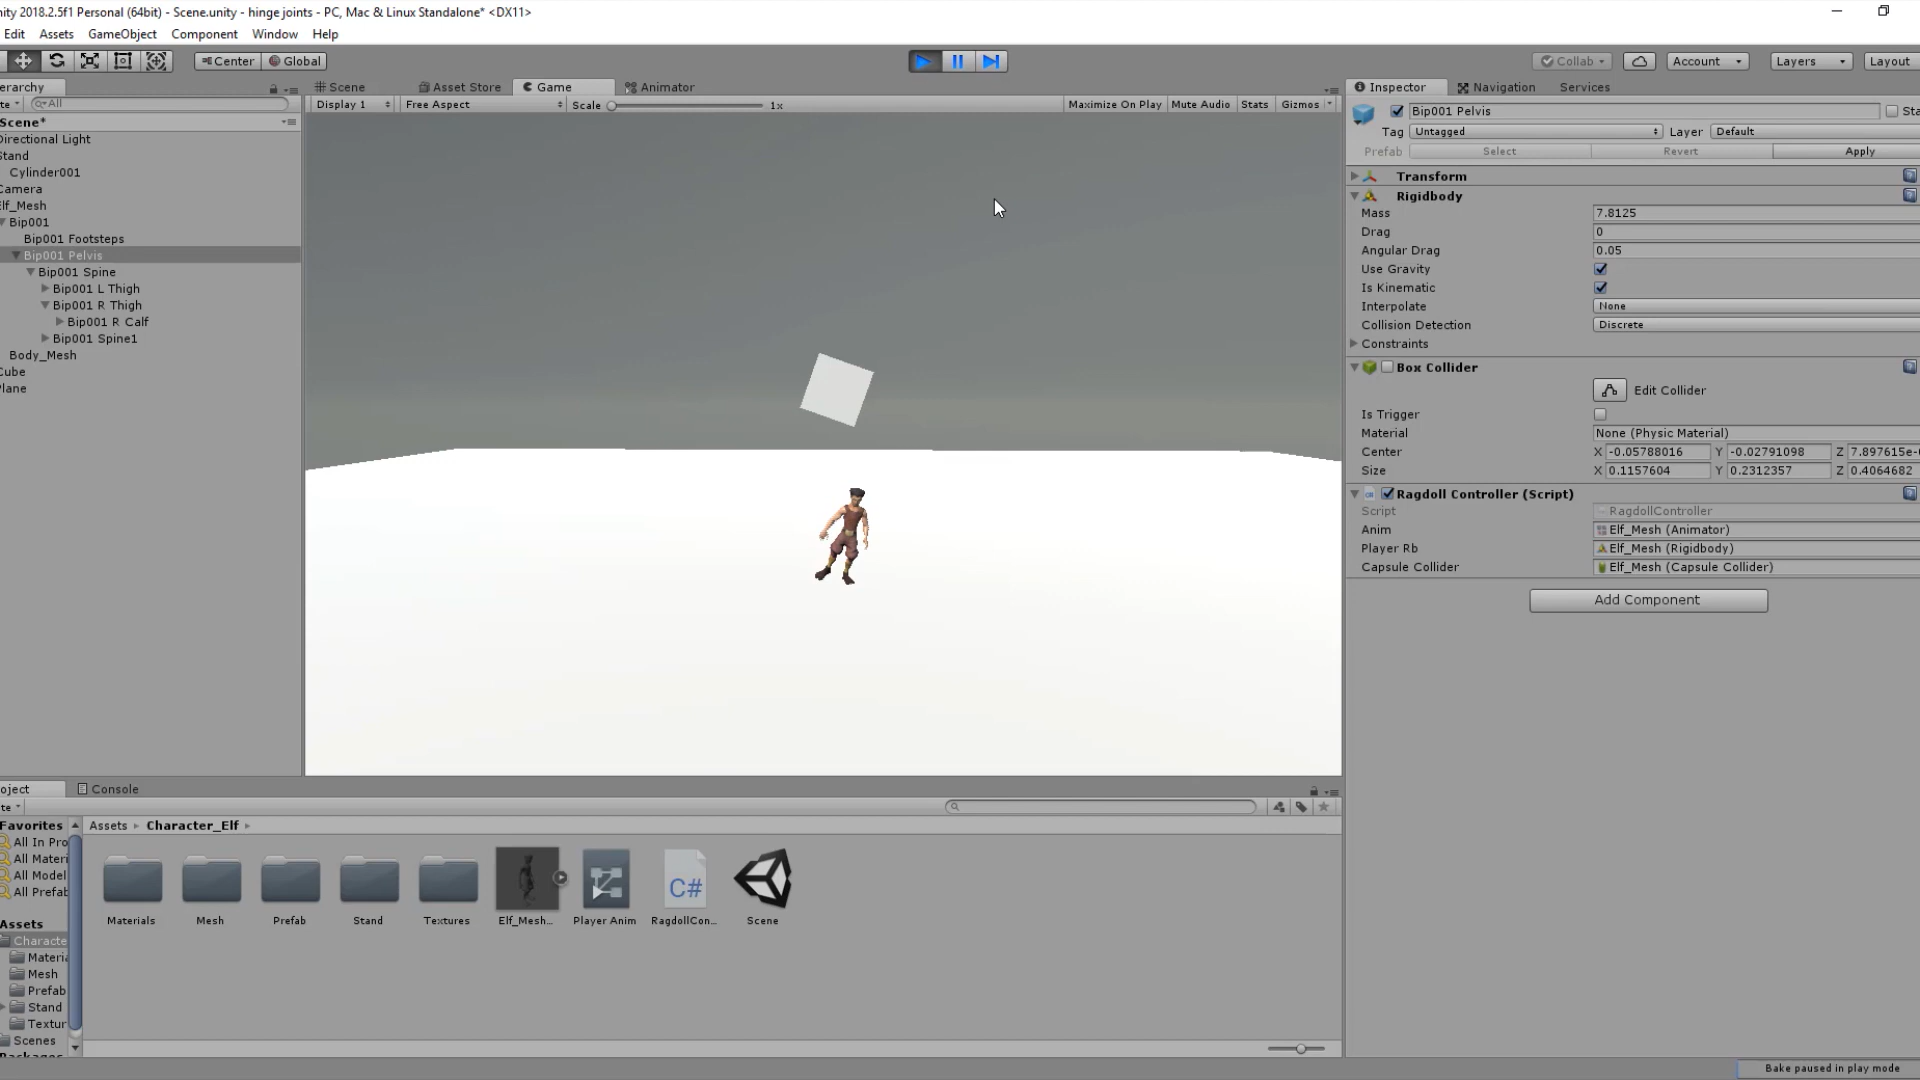 nity 2018.2.5f1 Personal (64bit) - Scene.unity - hinge joints - PC, Mac & Linux Standalone* <DX11>
Edit Assets GameObject Component Window Help
Center Global Collab Account Layers Layout
erarchy Scene Asset Store Game Animator Inspector Navigation Services
te All Display 1 Free Aspect Scale 1x Maximize On Play Mute Audio Stats Gizmos
Scene*
Directional Light
Stand
Cylinder001
Camera
Elf_Mesh
Bip001
Bip001 Footsteps
Bip001 Pelvis
Bip001 Spine
Bip001 L Thigh
Bip001 R Thigh
Bip001 R Calf
Bip001 Spine1
Body_Mesh
Cube
Plane
Bip001 Pelvis Sta
Tag Untagged Layer Default
Prefab Select Revert Apply
Transform
Rigidbody
Mass 7.8125
Drag 0
Angular Drag 0.05
Use Gravity
Is Kinematic
Interpolate None
Collision Detection Discrete
Constraints
Box Collider
Edit Collider
Is Trigger
Material None (Physic Material)
Center X -0.05788016 Y -0.02791098 Z 7.897615e-
Size X 0.1157604 Y 0.2312357 Z 0.4064682
Ragdoll Controller (Script)
Script RagdollController
Anim Elf_Mesh (Animator)
Player Rb Elf_Mesh (Rigidbody)
Capsule Collider Elf_Mesh (Capsule Collider)
Add Component
oject Console
te
Favorites
All In Pro
All Materi
All Model
All Prefab
Assets
Characte
Materia
Mesh
Prefab
Stand
Textur
Scenes
Assets Character_Elf
C#
Materials Mesh Prefab Stand Textures Elf_Mesh... Player Anim RagdollCon... Scene
Bake paused in play mode